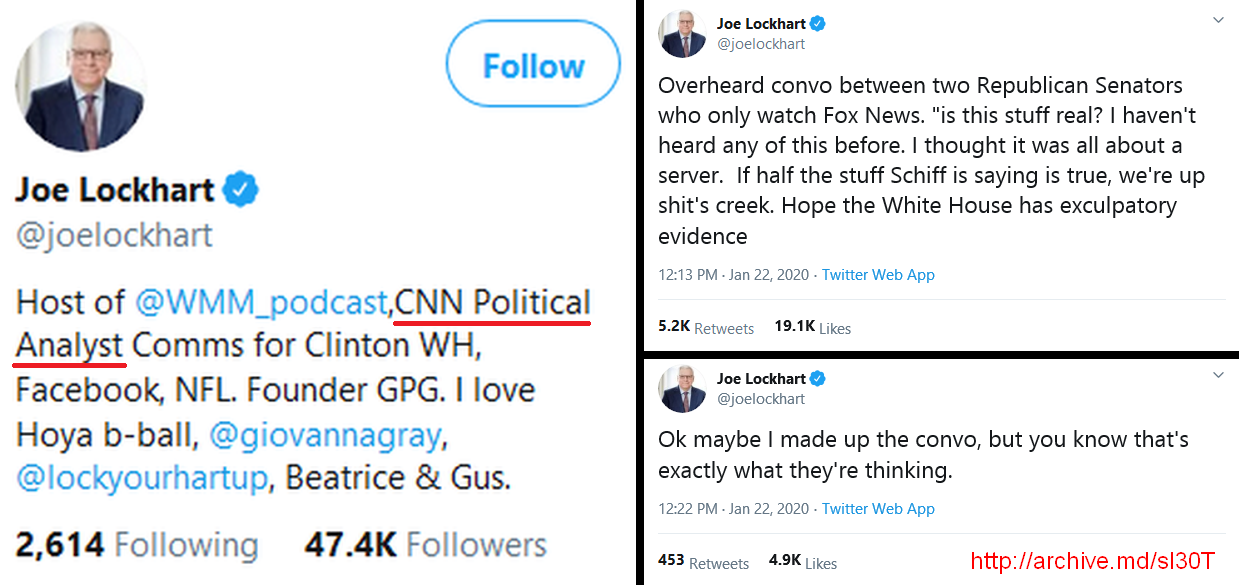 Follow
Joe Lockhart
@joelockhart
Host of @WMM_podcast,CNN Political
Analyst Comms for Clinton WH,
Facebook, NFL. Founder GPG. I love
Hoya b-ball, @giovannagray,
@lockyourhartup, Beatrice & Gus.
2,614 Following 47.4K Followers
Joe Lockhart
@joelockhart
Overheard convo between two Republican Senators
who only watch Fox News. "is this stuff real? I haven't
heard any of this before. I thought it was all about a
server.  If half the stuff Schiff is saying is true, we're up
shit's creek. Hope the White House has exculpatory
evidence
12:13 PM · Jan 22, 2020 · Twitter Web App
5.2K Retweets 19.1K Likes
Joe Lockhart
@joelockhart
Ok maybe I made up the convo, but you know that's
exactly what they're thinking.
12:22 PM · Jan 22, 2020 · Twitter Web App
453 Retweets 4.9K Likes
http://archive.md/sI30T